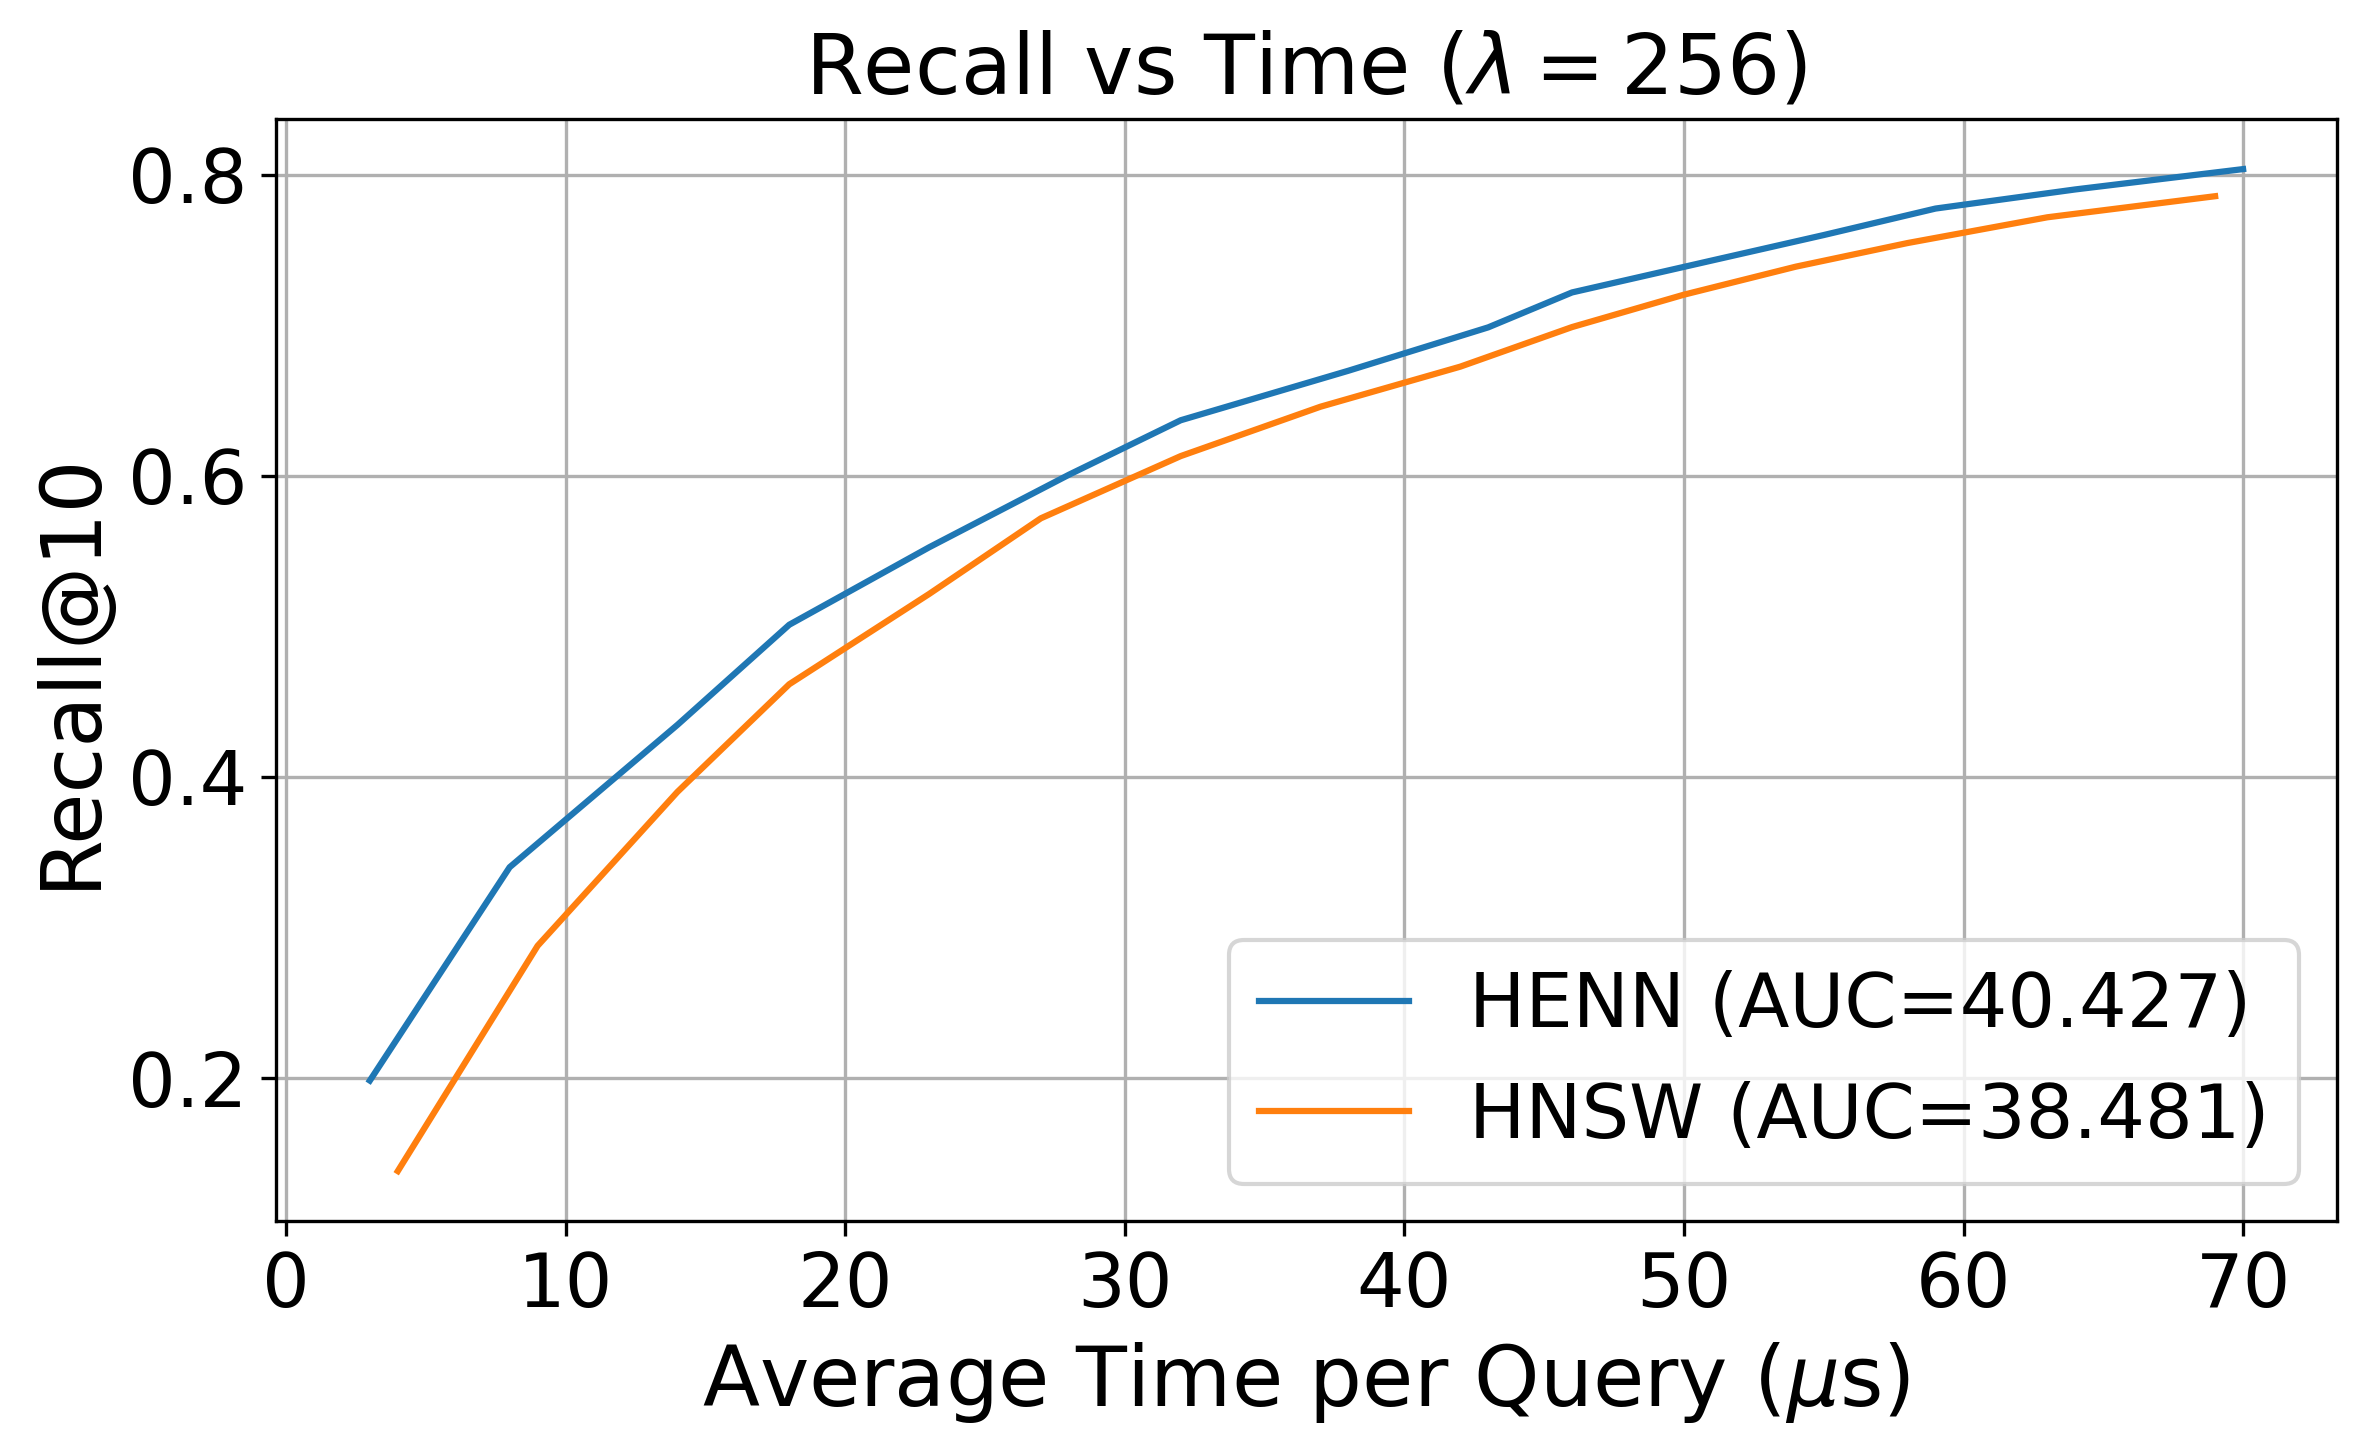 Recall vs Time (λ = 256)
0.8
0.6
0.4
0.2
Recall@10
HENN (AUC=40.427)
HNSW (AUC=38.481)
0 10 20 30 40 50 60 70
Average Time per Query (μs)